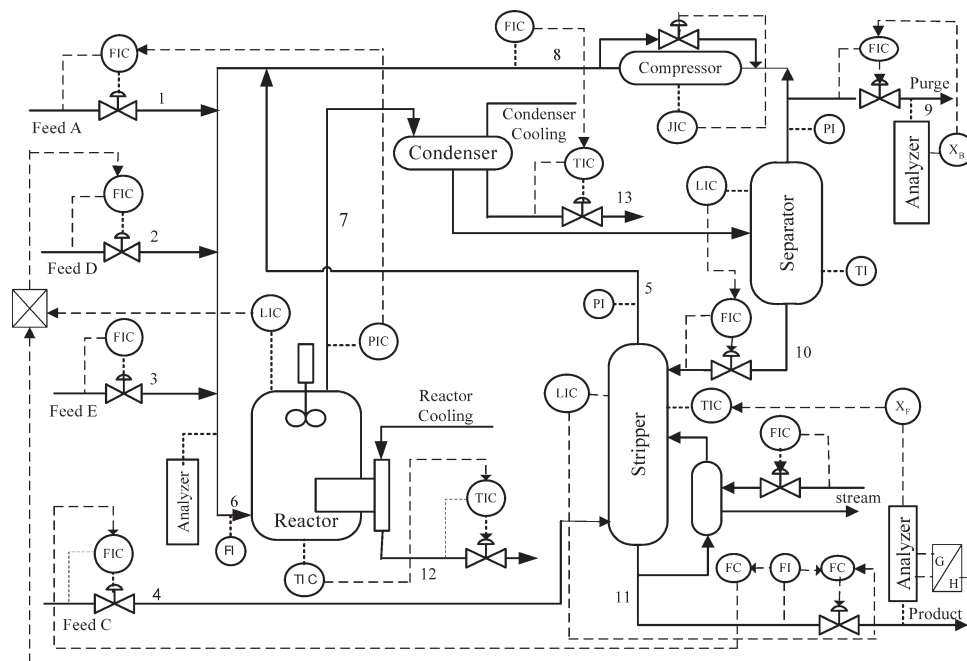 FIC
8
FIC
FIC
Compressor
1
Feed A
Purge
9
Condenser
Cooling
JIC
PI
X_B
Analyzer
Condenser
TIC
FIC
LIC
13
7
2
Feed D
Separator
TI
5
PI
LIC
FIC
FIC
PIC
10
3
Feed E
Reactor
Cooling
LIC
TIC
X_F
Stripper
FIC
Analyzer
6
TIC
stream
Reactor
FI
FIC
Analyzer
G
H
12
TIC
FC
FI
FC
4
11
Feed C
Product